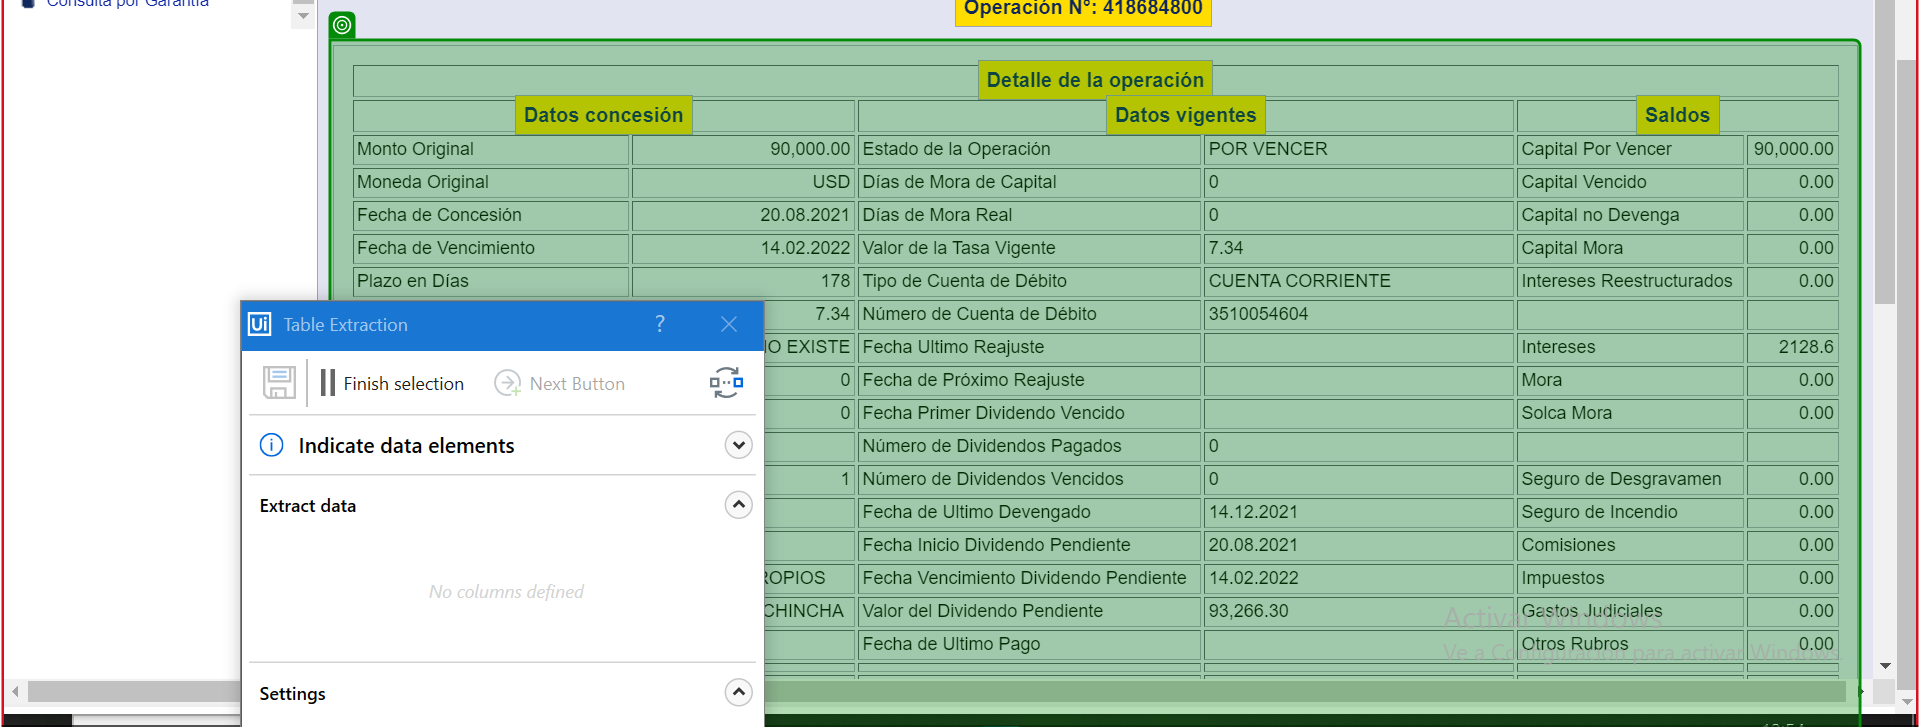 Consulta por Garantía
Operación N°: 418684800
Detalle de la operación
Datos concesión Datos vigentes Saldos
Monto Original 90,000.00 Estado de la Operación POR VENCER Capital Por Vencer 90,000.00
Moneda Original USD Días de Mora de Capital 0 Capital Vencido 0.00
Fecha de Concesión 20.08.2021 Días de Mora Real 0 Capital no Devenga 0.00
Fecha de Vencimiento 14.02.2022 Valor de la Tasa Vigente 7.34 Capital Mora 0.00
Plazo en Días 178 Tipo de Cuenta de Débito CUENTA CORRIENTE Intereses Reestructurados 0.00
7.34 Número de Cuenta de Débito 3510054604
EXISTE Fecha Ultimo Reajuste Intereses 2128.6
0 Fecha de Próximo Reajuste Mora 0.00
0 Fecha Primer Dividendo Vencido Solca Mora 0.00
Número de Dividendos Pagados 0
1 Número de Dividendos Vencidos 0 Seguro de Desgravamen 0.00
Fecha de Ultimo Devengado 14.12.2021 Seguro de Incendio 0.00
Fecha Inicio Dividendo Pendiente 20.08.2021 Comisiones 0.00
ROPIOS Fecha Vencimiento Dividendo Pendiente 14.02.2022 Impuestos 0.00
CHINCHA Valor del Dividendo Pendiente 93,266.30 Gastos Judiciales 0.00
Fecha de Ultimo Pago Otros Rubros 0.00
Ui Table Extraction ?
Finish selection Next Button
Indicate data elements
Extract data
No columns defined
Settings
Activar Windows
Ve a Configuración para activar Windows.